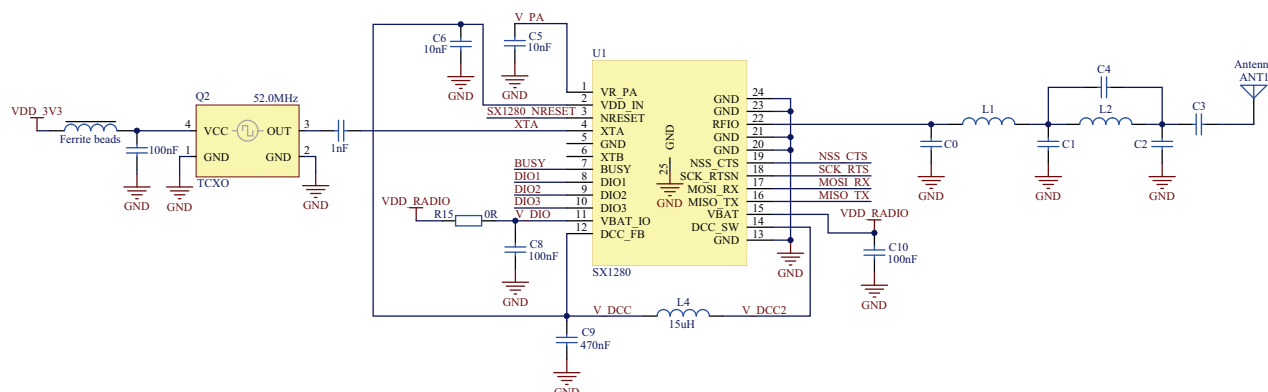 V_PA
C6
10nF
C5
10nF
GND
GND
U1
VDD_3V3
Ferrite beads
100nF
GND
Q2
52.0MHz
4
VCC
OUT
3
1
GND
GND
2
TCXO
GND
GND
1nF
SX1280_NRESET
XTA
BUSY
DIO1
DIO2
DIO3
VDD_RADIO
R15
0R
V_DIO
C8
100nF
GND
1
VR_PA
2
VDD_IN
3
NRESET
4
XTA
5
GND
6
XTB
7
BUSY
8
DIO1
9
DIO2
10
DIO3
11
VBAT_IO
12
DCC_FB
GND
25
GND
GND
24
GND
23
RFIO
22
GND
21
GND
20
NSS_CTS
19
SCK_RTSN
18
MOSI_RX
17
MISO_TX
16
VBAT
15
DCC_SW
14
GND
13
SX1280
NSS_CTS
SCK_RTS
MOSI_RX
MISO_TX
VDD_RADIO
C10
100nF
GND
GND
V_DCC
L4
15uH
V_DCC2
C9
470nF
GND
C0
GND
L1
C1
GND
C4
L2
C2
GND
C3
Antenn
ANT1